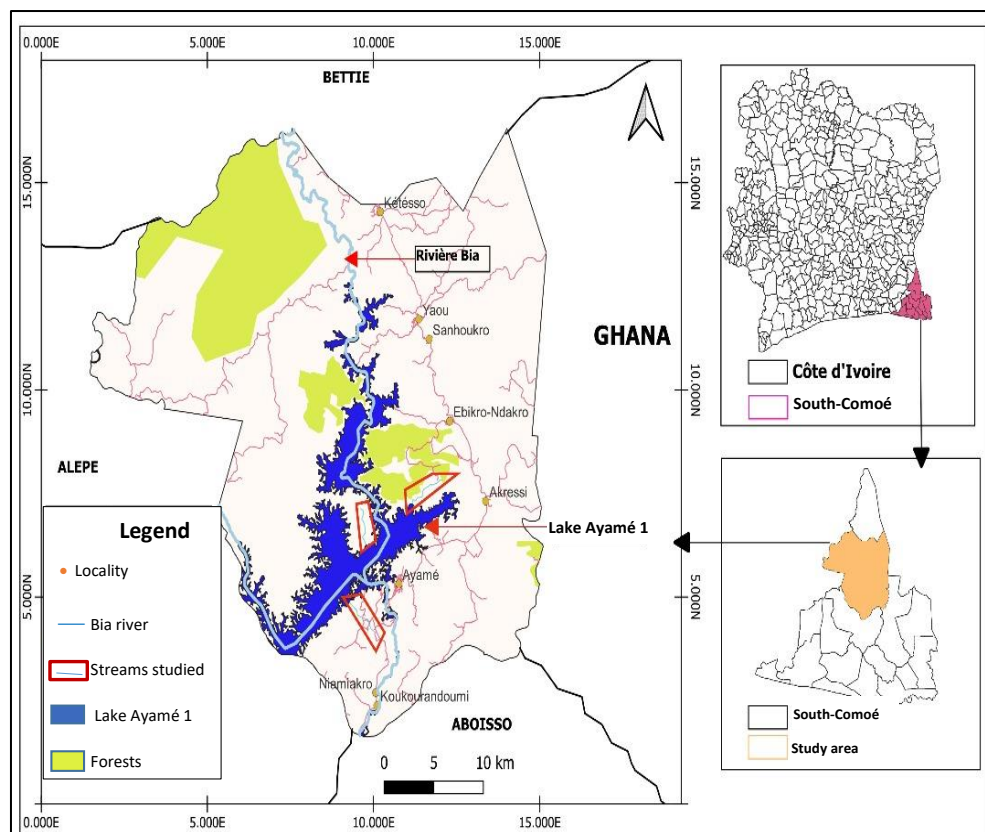 0.000E 5.000E 10.000E 15.000E
BETTIE
15.000N
15.000N
Kétésso
Rivière Bia
Yaou
Sanhoukro
GHANA
10.000N
10.000N
Ebikro-Ndakro
ALEPE
Akressi
Lake Ayamé 1
Ayamé
5.000N
5.000N
Niamiakro
Koukourandoumi
ABOISSO
0 5 10 km
0.000E 5.000E 10.000E 15.000E
Legend
Locality
Bia river
Streams studied
Lake Ayamé 1
Forests
Côte d'Ivoire
South-Comoé
South-Comoé
Study area